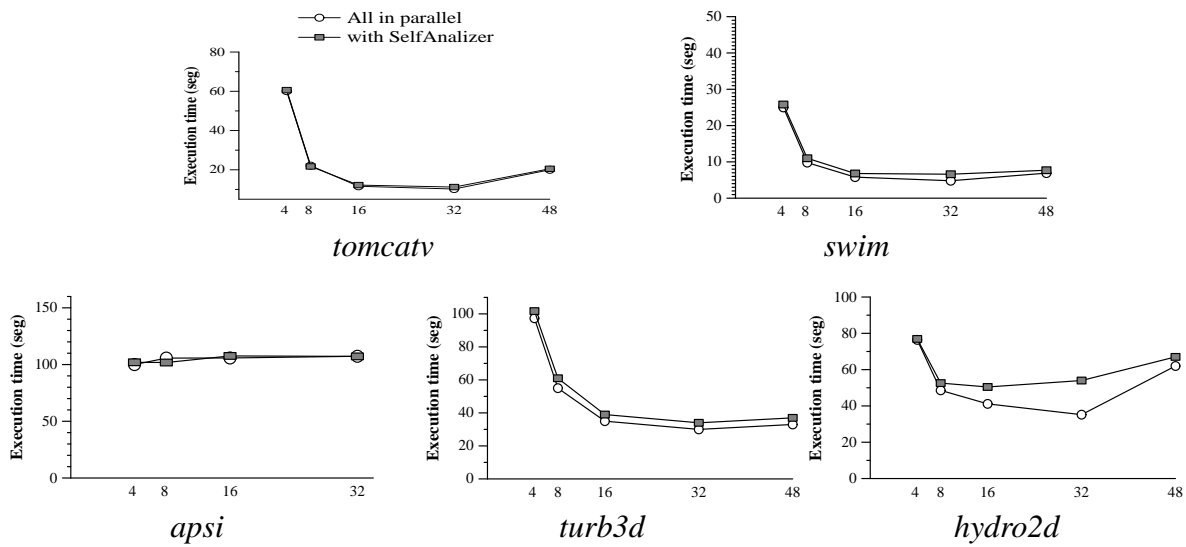 All in parallel
with SelfAnalizer
Execution time (seg)
80
60
40
20
4 8 16 32 48
tomcatv
Execution time (seg)
50
40
30
20
10
0
4 8 16 32 48
swim
Execution time (seg)
150
100
50
0
4 8 16 32
apsi
Execution time (seg)
100
80
60
40
20
0
4 8 16 32 48
turb3d
Execution time (seg)
100
80
60
40
20
0
4 8 16 32 48
hydro2d